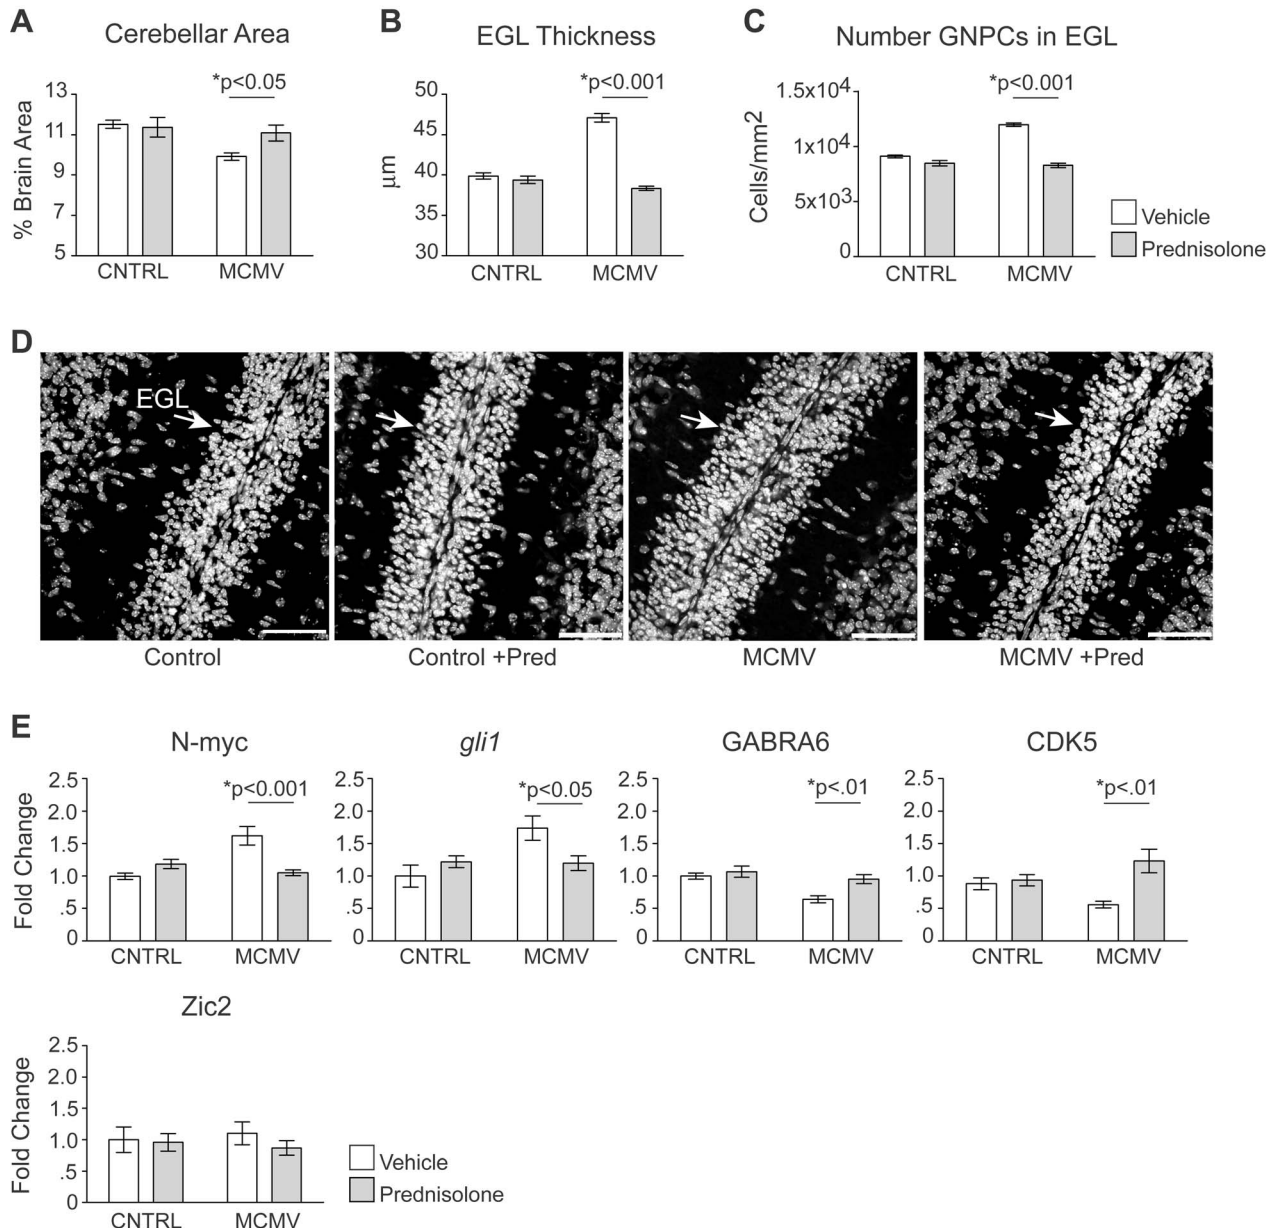 A
Cerebellar Area
*p<0.05
% Brain Area
13
11
9
7
5
CNTRL
MCMV
B
EGL Thickness
*p<0.001
µm
50
45
40
35
30
CNTRL
MCMV
C
Number GNPCs in EGL
*p<0.001
Cells/mm2
1.5x104
1x104
5x103
0
CNTRL
MCMV
Vehicle
Prednisolone
D
EGL
Control
Control +Pred
MCMV
MCMV +Pred
E
N-myc
*p<0.001
Fold Change
2.5
2.0
1.5
1.0
.5
0
CNTRL
MCMV
gli1
*p<0.05
2.5
2.0
1.5
1.0
.5
0
CNTRL
MCMV
GABRA6
*p<.01
2.5
2.0
1.5
1.0
.5
0
CNTRL
MCMV
CDK5
*p<.01
2.5
2.0
1.5
1.0
.5
0
CNTRL
MCMV
Zic2
Fold Change
2.5
2.0
1.5
1.0
.5
0
CNTRL
MCMV
Vehicle
Prednisolone